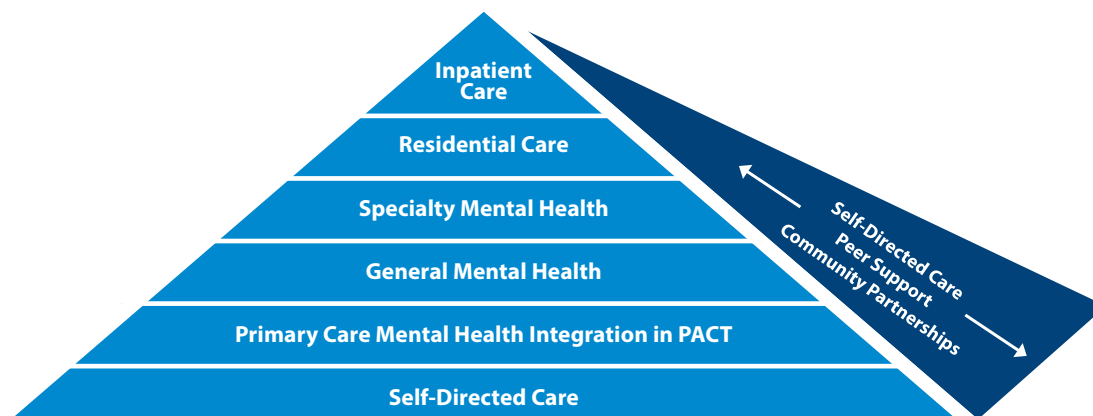 Inpatient
Care
Residential Care
Specialty Mental Health
General Mental Health
Primary Care Mental Health Integration in PACT
Self-Directed Care
Self-Directed Care
Peer Support
Community Partnerships